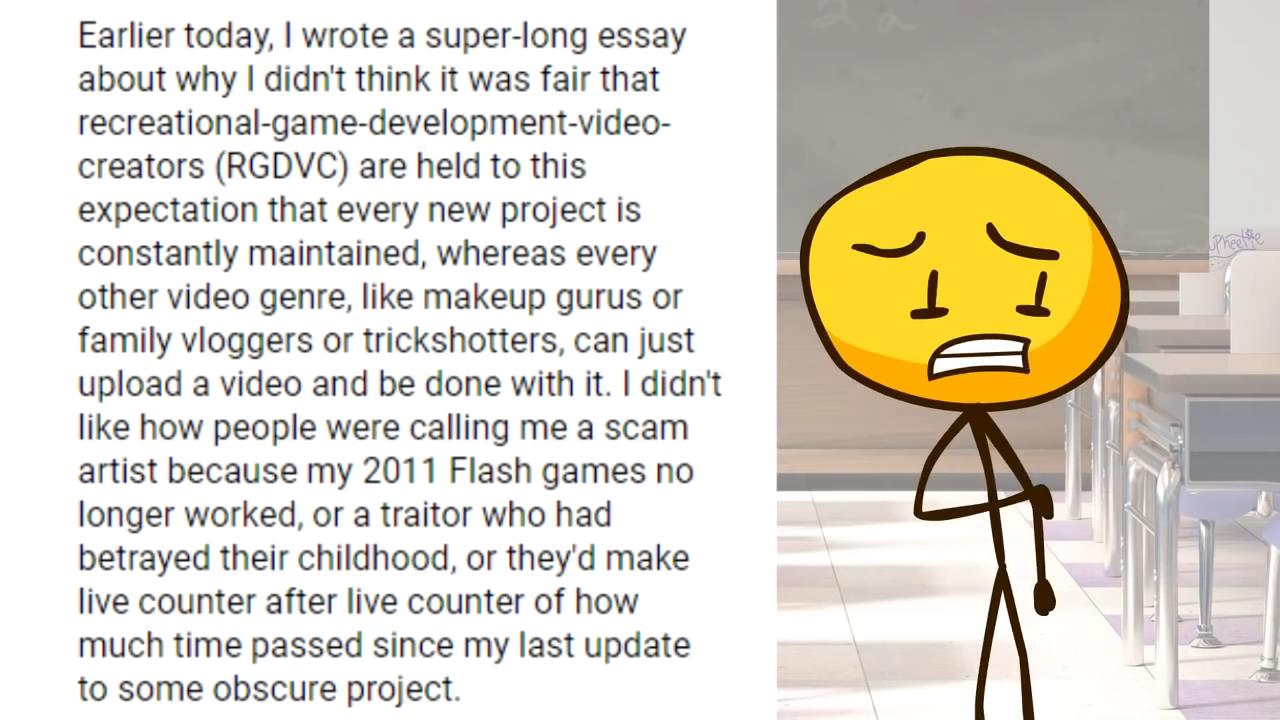 Earlier today, I wrote a super-long essay
about why I didn't think it was fair that
recreational-game-development-video-
creators (RGDVC) are held to this
expectation that every new project is
constantly maintained, whereas every
other video genre, like makeup gurus or
family vloggers or trickshotters, can just
upload a video and be done with it. I didn't
like how people were calling me a scam
artist because my 2011 Flash games no
longer worked, or a traitor who had
betrayed their childhood, or they'd make
live counter after live counter of how
much time passed since my last update
to some obscure project.